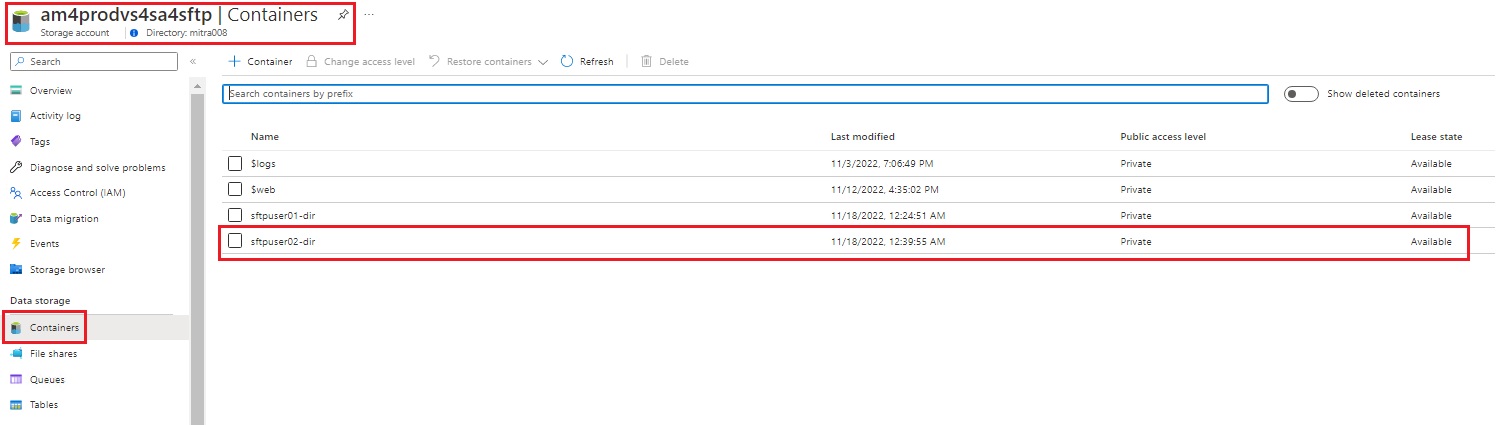 am4prodvs4sa4sftp | Containers ...
Storage account Directory: mitra008
Search «
+ Container Change access level Restore containers Refresh Delete
Search containers by prefix Show deleted containers
Overview
Activity log
Tags
Diagnose and solve problems
Access Control (IAM)
Data migration
Events
Storage browser
Data storage
Containers
File shares
Queues
Tables
Name Last modified Public access level Lease state
$logs 11/3/2022, 7:06:49 PM Private Available
$web 11/12/2022, 4:35:02 PM Private Available
sftpuser01-dir 11/18/2022, 12:24:51 AM Private Available
sftpuser02-dir 11/18/2022, 12:39:55 AM Private Available